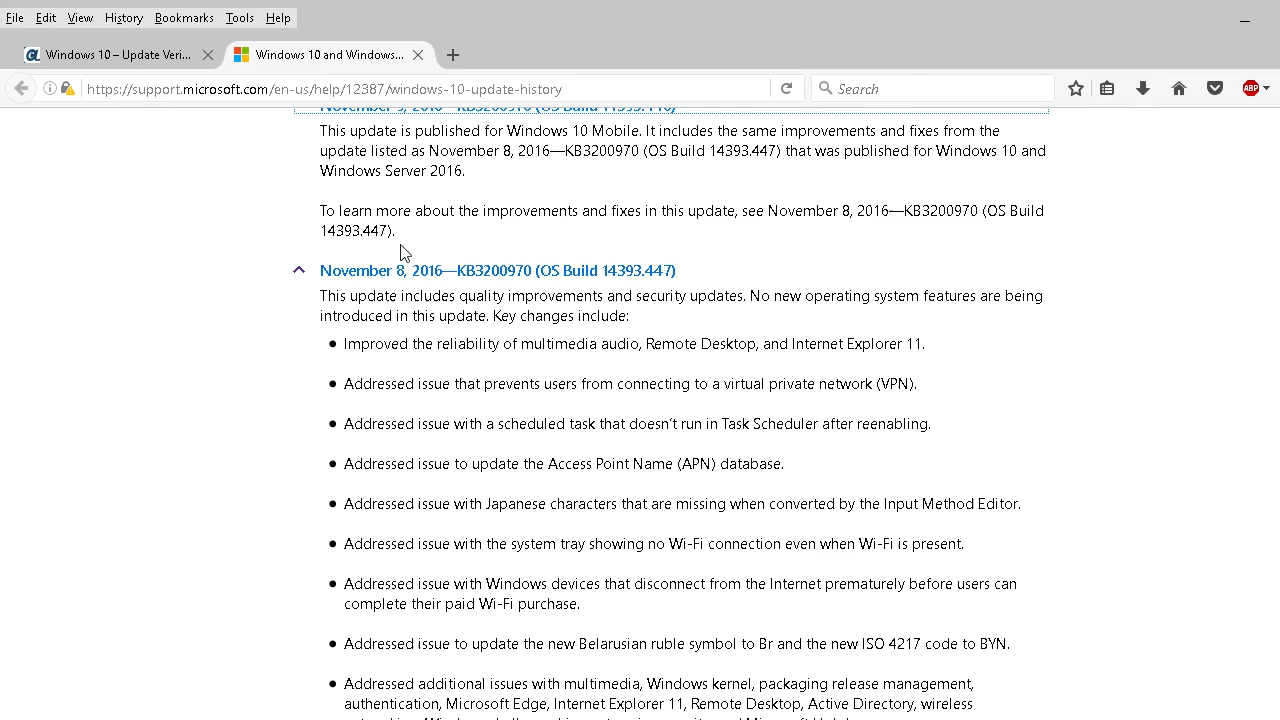 File Edit View History Bookmarks Tools Help
Windows 10 – Update Veri...
Windows 10 and Windows...
https://support.microsoft.com/en-us/help/12387/windows-10-update-history
Search
ABP
This update is published for Windows 10 Mobile. It includes the same improvements and fixes from the
update listed as November 8, 2016—KB3200970 (OS Build 14393.447) that was published for Windows 10 and
Windows Server 2016.
To learn more about the improvements and fixes in this update, see November 8, 2016—KB3200970 (OS Build
14393.447).
November 8, 2016—KB3200970 (OS Build 14393.447)
This update includes quality improvements and security updates. No new operating system features are being
introduced in this update. Key changes include:
● Improved the reliability of multimedia audio, Remote Desktop, and Internet Explorer 11.
● Addressed issue that prevents users from connecting to a virtual private network (VPN).
● Addressed issue with a scheduled task that doesn't run in Task Scheduler after reenabling.
● Addressed issue to update the Access Point Name (APN) database.
● Addressed issue with Japanese characters that are missing when converted by the Input Method Editor.
● Addressed issue with the system tray showing no Wi-Fi connection even when Wi-Fi is present.
● Addressed issue with Windows devices that disconnect from the Internet prematurely before users can
complete their paid Wi-Fi purchase.
● Addressed issue to update the new Belarusian ruble symbol to Br and the new ISO 4217 code to BYN.
● Addressed additional issues with multimedia, Windows kernel, packaging release management,
authentication, Microsoft Edge, Internet Explorer 11, Remote Desktop, Active Directory, wireless